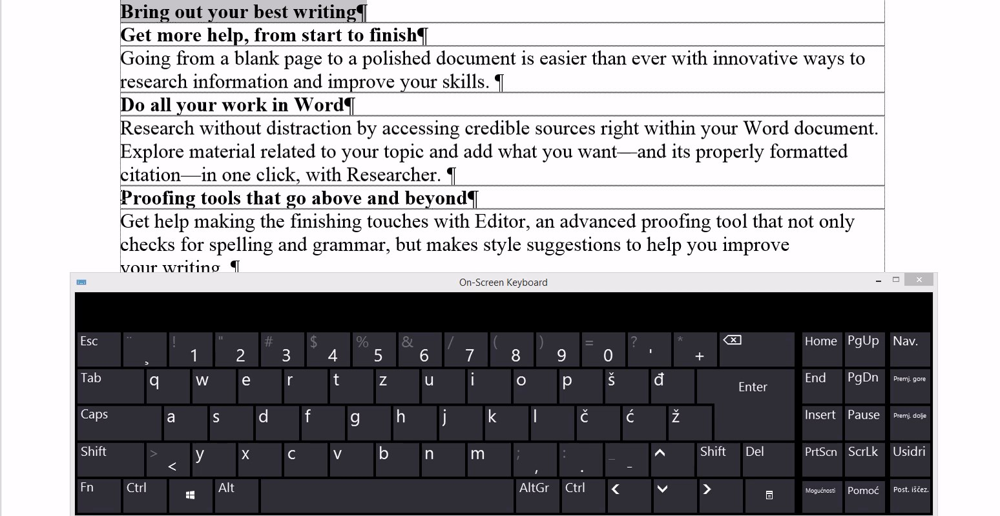 Bring out your best writing¶
Get more help, from start to finish¶
Going from a blank page to a polished document is easier than ever with innovative ways to
research information and improve your skills. ¶
Do all your work in Word¶
Research without distraction by accessing credible sources right within your Word document.
Explore material related to your topic and add what you want—and its properly formatted
citation—in one click, with Researcher. ¶
Proofing tools that go above and beyond¶
Get help making the finishing touches with Editor, an advanced proofing tool that not only
checks for spelling and grammar, but makes style suggestions to help you improve
your writing. ¶
On-Screen Keyboard
Esc ¨ ¸ ! 1 " 2 # 3 $ 4 % 5 & 6 / 7 ( 8 ) 9 = 0 ? ' * + Home PgUp Nav.
Tab q w e r t z u i o p š đ Enter End PgDn Premj. gore
Caps a s d f g h j k l č ć ž Insert Pause Premj. dolje
Shift > < y x c v b n m ; , : . _ - Shift Del PrtScn ScrLk Usidri
Fn Ctrl Alt AltGr Ctrl Mogućnosti Pomoć Post. iščez.